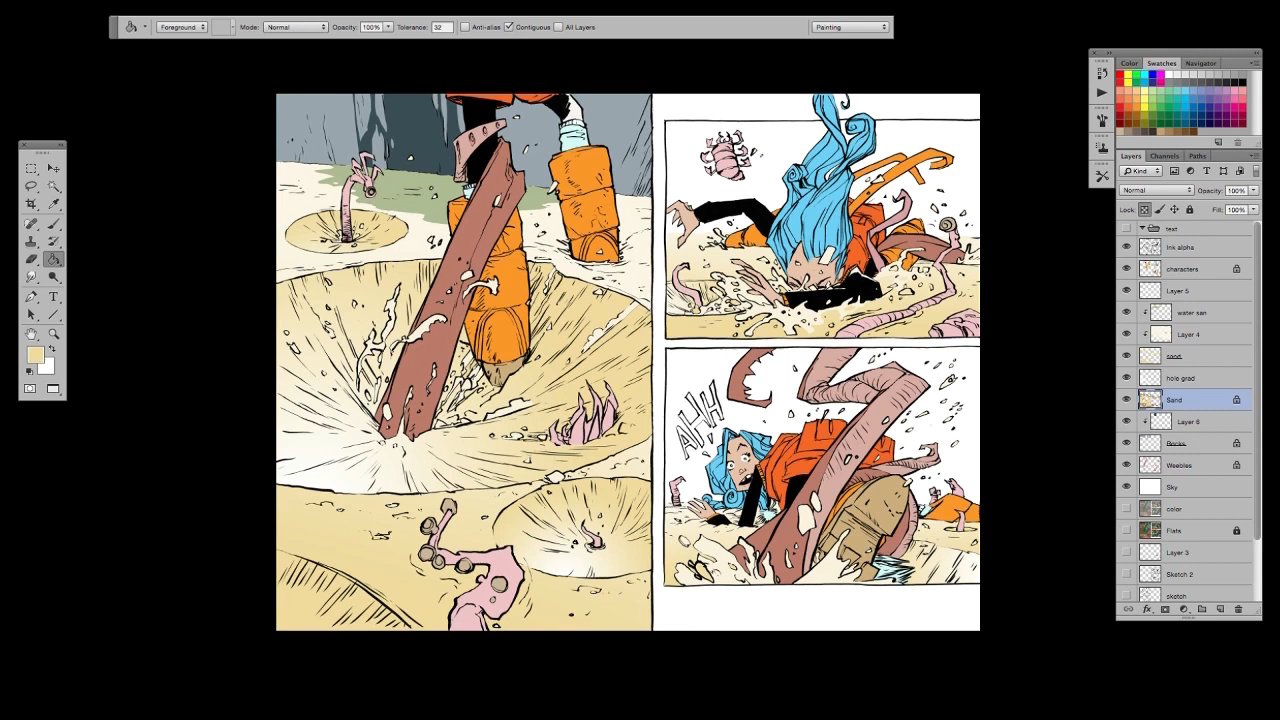 Foreground Mode: Normal Opacity: 100% Tolerance: 32 Anti-alias Contiguous All Layers Painting
Color Swatches Navigator
Layers Channels Paths
Kind
Normal Opacity: 100%
Lock: Fill: 100%
text
Ink alpha
characters
Layer 5
water san
Layer 4
sand
hole grad
Sand
Layer 6
Rocks
Weebles
Sky
color
Flats
Layer 3
Sketch 2
sketch
fx
AHH